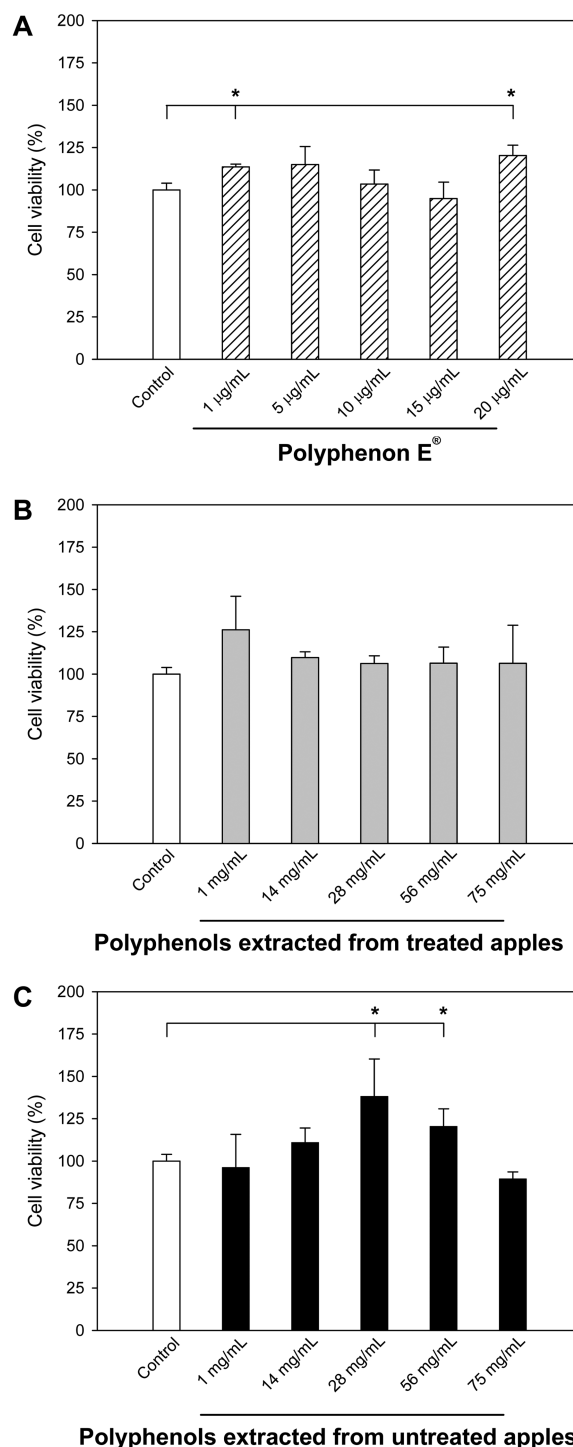 A
200
175
150
125
100
75
50
25
0
Cell viability (%)
*
*
Control
1 µg/mL
5 µg/mL
10 µg/mL
15 µg/mL
20 µg/mL
Polyphenon E®
B
200
175
150
125
100
75
50
25
0
Cell viability (%)
Control
1 mg/mL
14 mg/mL
28 mg/mL
56 mg/mL
75 mg/mL
Polyphenols extracted from treated apples
C
200
175
150
125
100
75
50
25
0
Cell viability (%)
*
*
Control
1 mg/mL
14 mg/mL
28 mg/mL
56 mg/mL
75 mg/mL
Polyphenols extracted from untreated apples